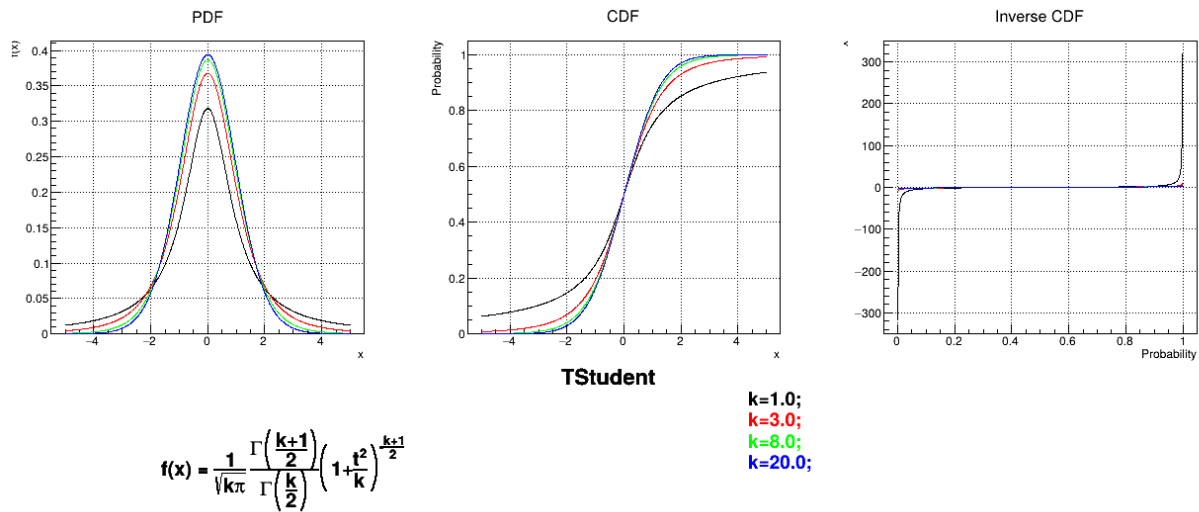 PDF
f(x)
0.4
0.35
0.3
0.25
0.2
0.15
0.1
0.05
0
−4 −2 0 2 4
x
CDF
Probability
1
0.8
0.6
0.4
0.2
0
−4 −2 0 2 4
x
Inverse CDF
x
300
200
100
0
−100
−200
−300
0 0.2 0.4 0.6 0.8 1
Probability
TStudent
k=1.0;
k=3.0;
k=8.0;
k=20.0;
f(x) = 1/√kπ Γ(k+1/2)/Γ(k/2) (1+t²/k)^-k+1/2